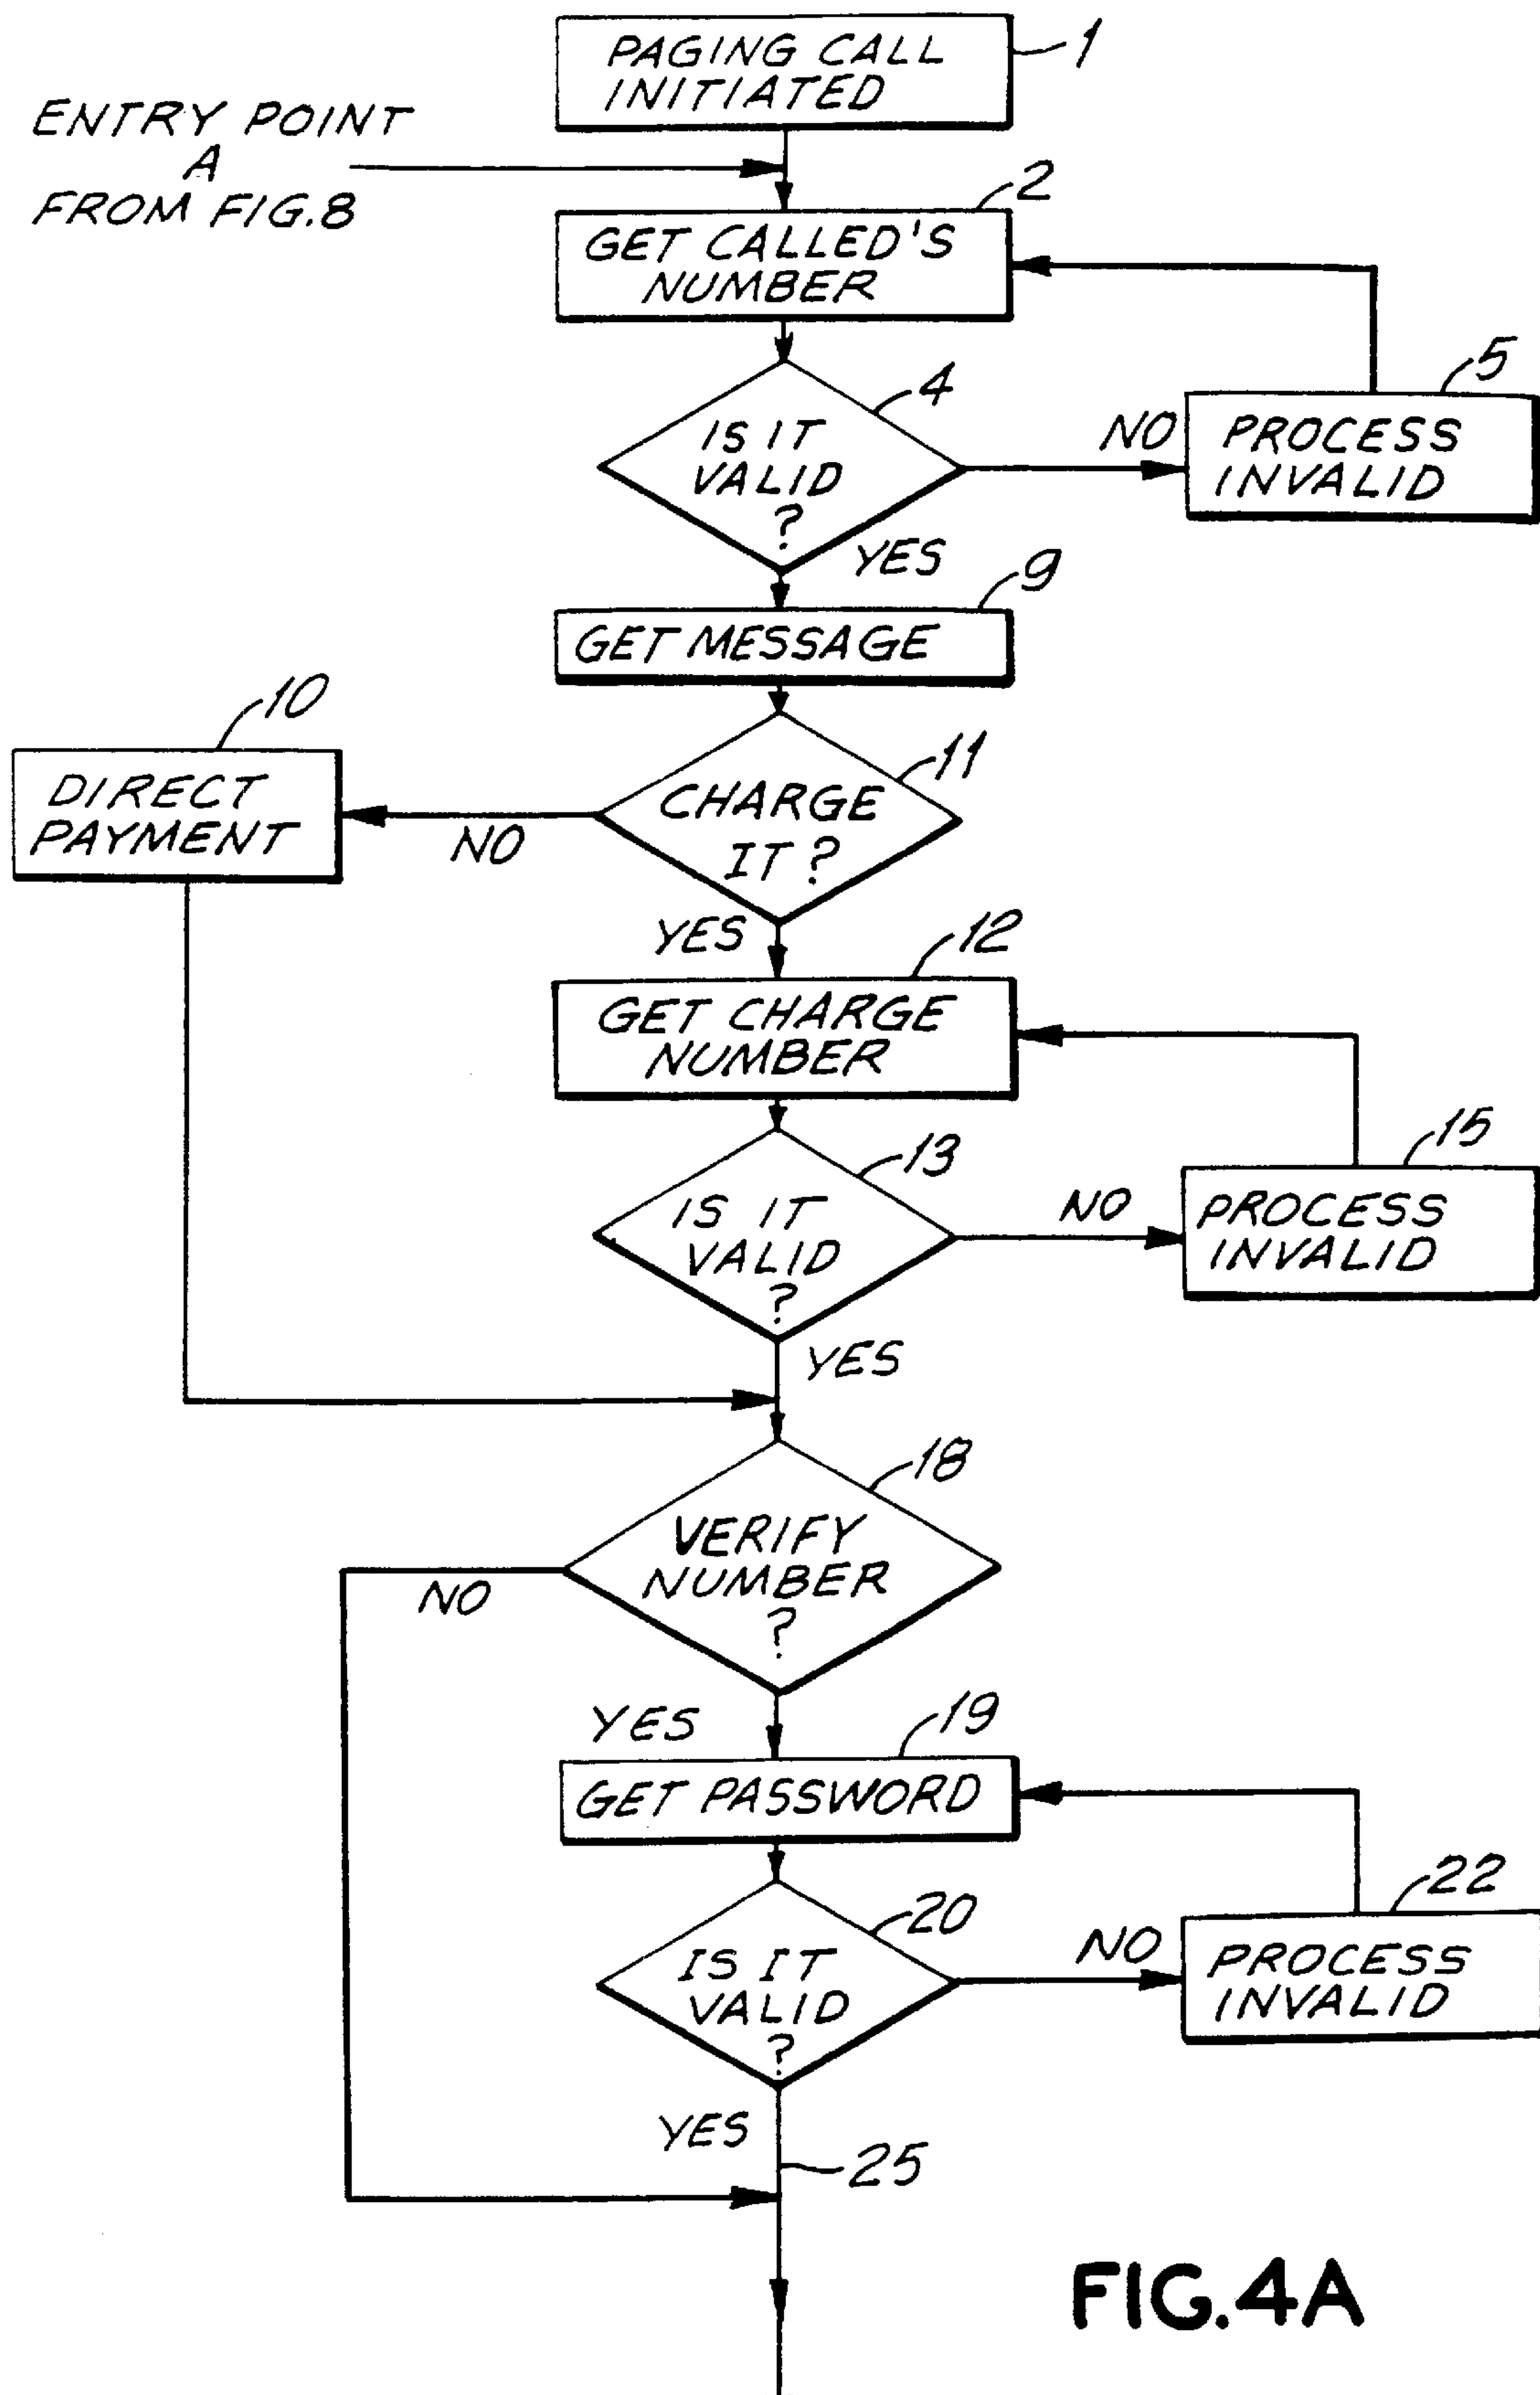 PAGING CALL
INITIATED
1
ENTRY POINT
A
FROM FIG.8
2
GET CALLED'S
NUMBER
4
IS IT
VALID
?
NO
5
PROCESS
INVALID
YES
9
GET MESSAGE
10
DIRECT
PAYMENT
NO
11
CHARGE
IT?
YES
12
GET CHARGE
NUMBER
13
IS IT
VALID
?
NO
15
PROCESS
INVALID
YES
18
VERIFY
NUMBER
?
NO
YES
19
GET PASSWORD
20
IS IT
VALID
?
NO
22
PROCESS
INVALID
YES
25
FIG.4A